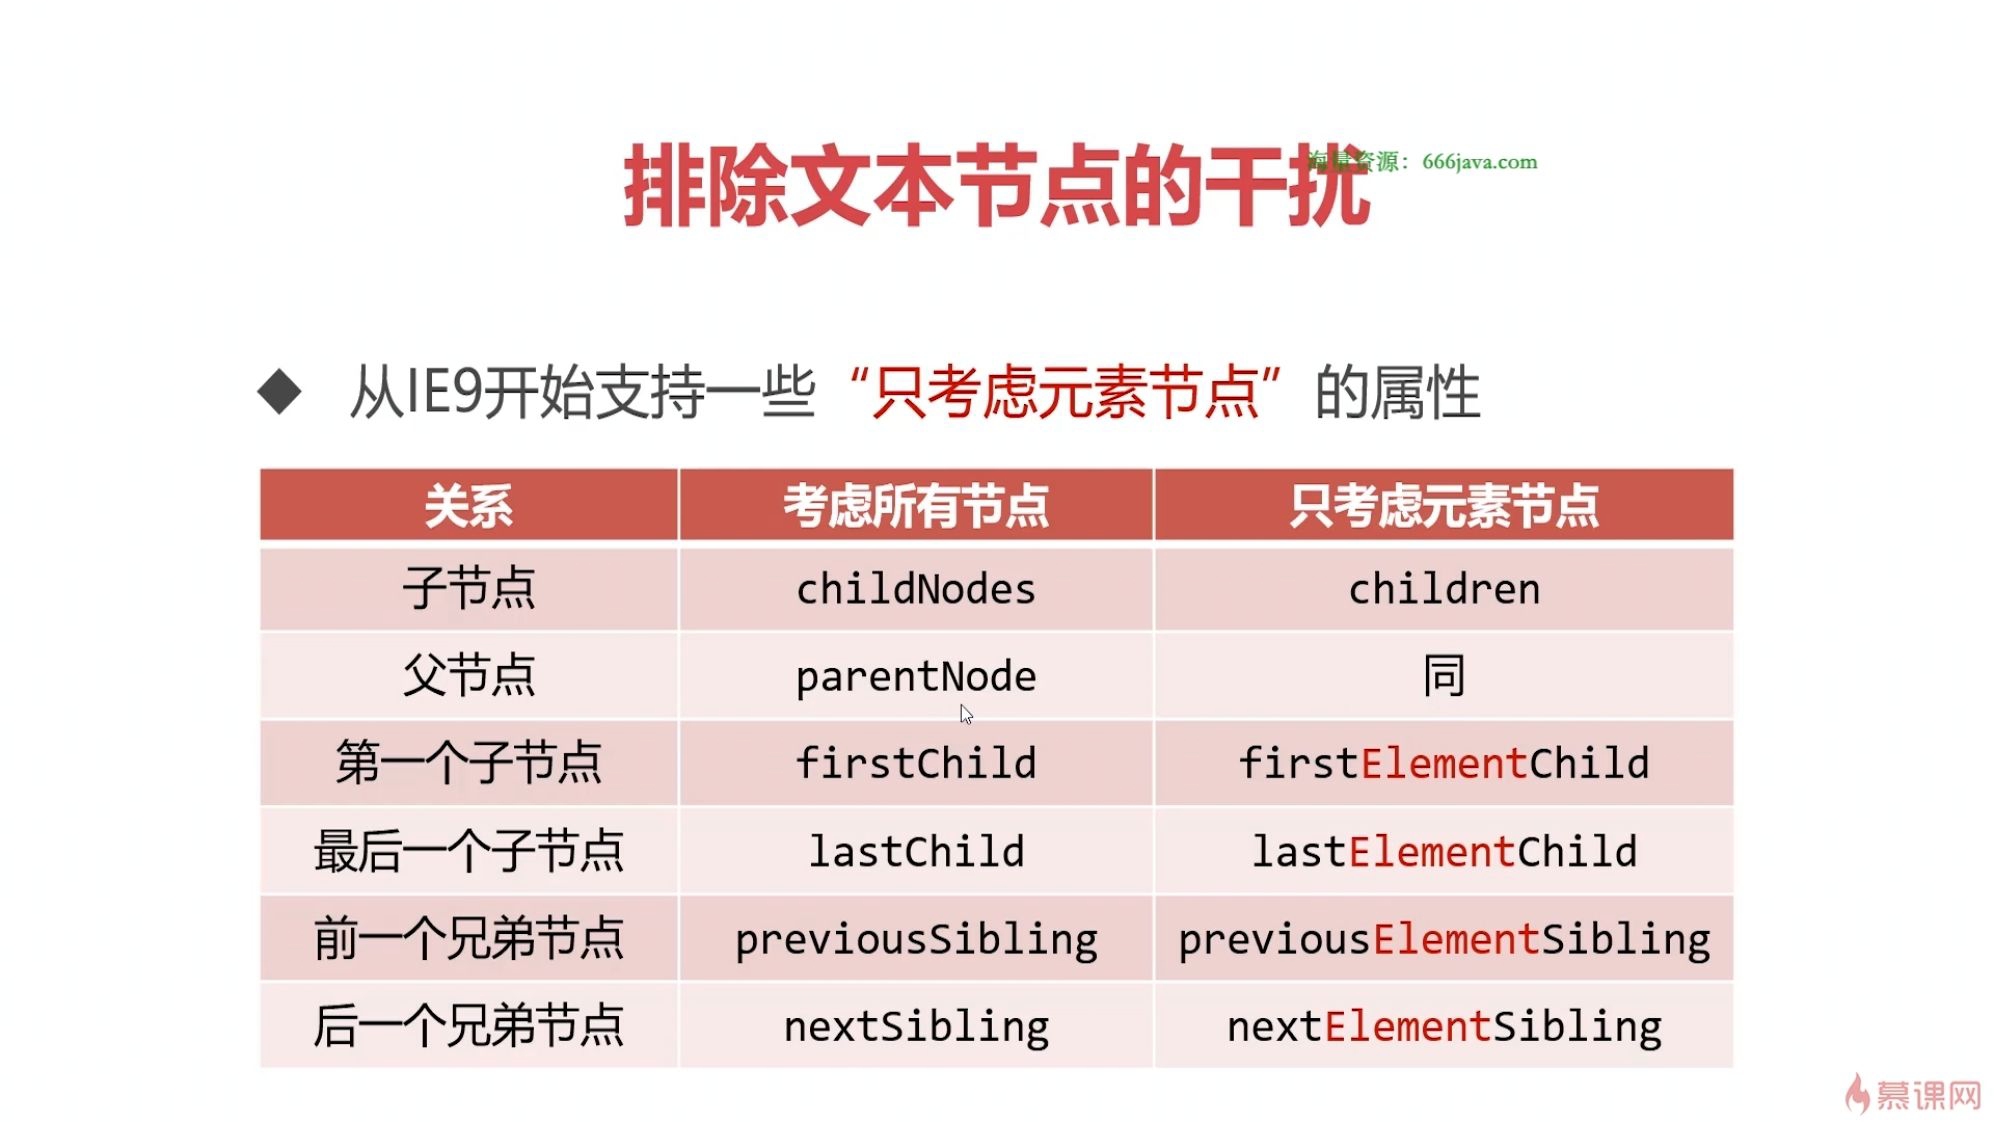 排除文本节点的干扰
海量资源：666java.com
◆ 从IE9开始支持一些“只考虑元素节点”的属性
关系 考虑所有节点 只考虑元素节点
子节点 childNodes children
父节点 parentNode 同
第一个子节点 firstChild firstElementChild
最后一个子节点 lastChild lastElementChild
前一个兄弟节点 previousSibling previousElementSibling
后一个兄弟节点 nextSibling nextElementSibling
慕课网